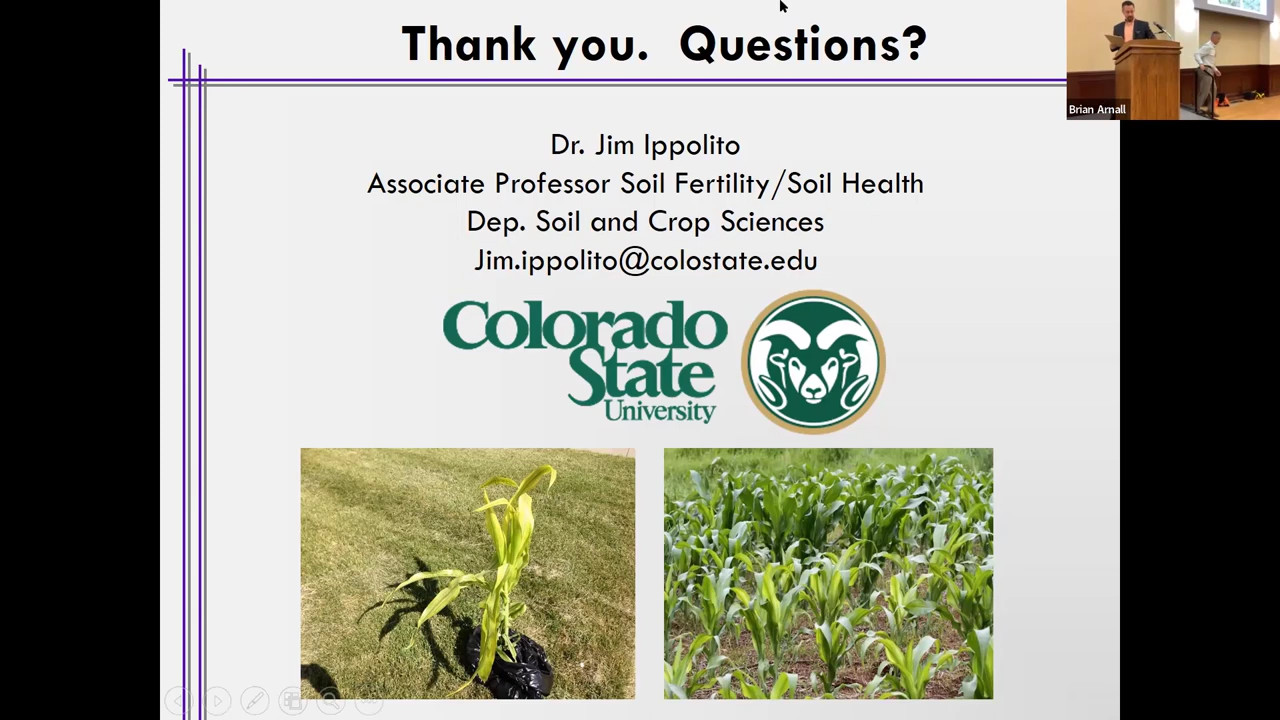 Thank you.  Questions?
Brian Arnall
Dr. Jim Ippolito
Associate Professor Soil Fertility/Soil Health
Dep. Soil and Crop Sciences
Jim.ippolito@colostate.edu
Colorado
State
University